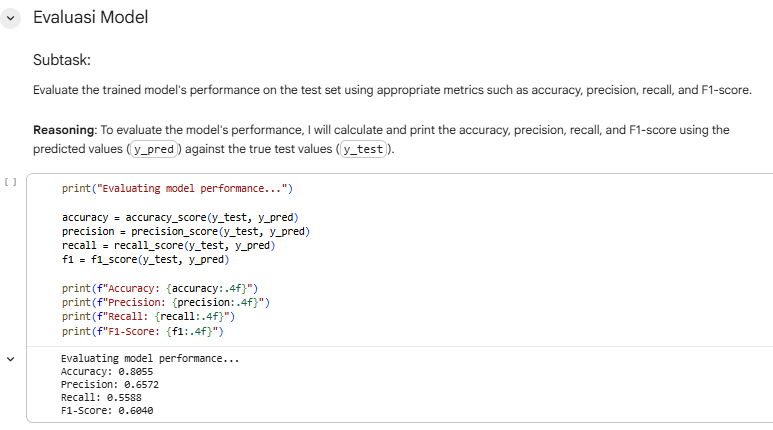 Evaluasi Model
Subtask:
Evaluate the trained model's performance on the test set using appropriate metrics such as accuracy, precision, recall, and F1-score.
Reasoning: To evaluate the model's performance, I will calculate and print the accuracy, precision, recall, and F1-score using the
predicted values (y_pred) against the true test values (y_test).
[ ]
print("Evaluating model performance...")
accuracy = accuracy_score(y_test, y_pred)
precision = precision_score(y_test, y_pred)
recall = recall_score(y_test, y_pred)
f1 = f1_score(y_test, y_pred)
print(f"Accuracy: {accuracy:.4f}")
print(f"Precision: {precision:.4f}")
print(f"Recall: {recall:.4f}")
print(f"F1-Score: {f1:.4f}")
Evaluating model performance...
Accuracy: 0.8055
Precision: 0.6572
Recall: 0.5588
F1-Score: 0.6040